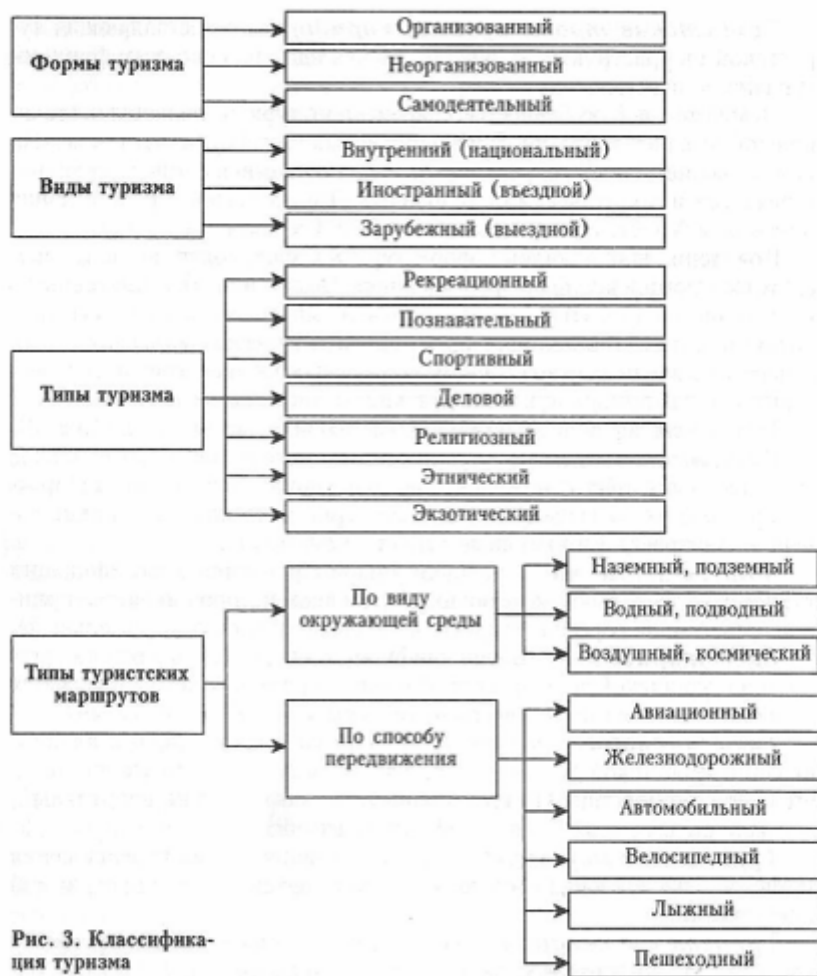 Формы туризма
Организованный
Неорганизованный
Самодеятельный
Виды туризма
Внутренний (национальный)
Иностранный (въездной)
Зарубежный (выездной)
Типы туризма
Рекреационный
Познавательный
Спортивный
Деловой
Религиозный
Этнический
Экзотический
Типы туристских
маршрутов
По виду
окружающей среды
Наземный, подземный
Водный, подводный
Воздушный, космический
По способу
передвижения
Авиационный
Железнодорожный
Автомобильный
Велосипедный
Лыжный
Пешеходный
Рис. 3. Классифика-
ция туризма